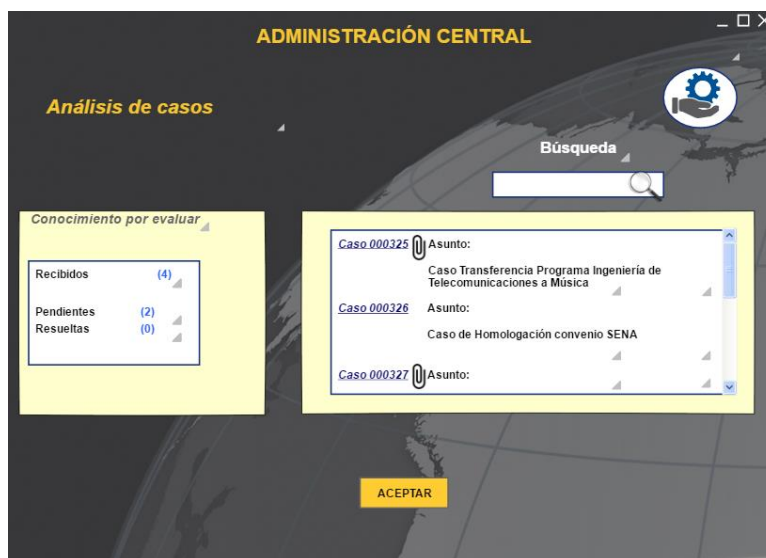 ADMINISTRACIÓN CENTRAL
Análisis de casos
Búsqueda
Conocimiento por evaluar
Recibidos (4)
Pendientes (2)
Resueltas (0)
Caso 000325 Asunto:
Caso Transferencia Programa Ingeniería de
Telecomunicaciones a Música
Caso 000326 Asunto:
Caso de Homologación convenio SENA
Caso 000327 Asunto:
ACEPTAR